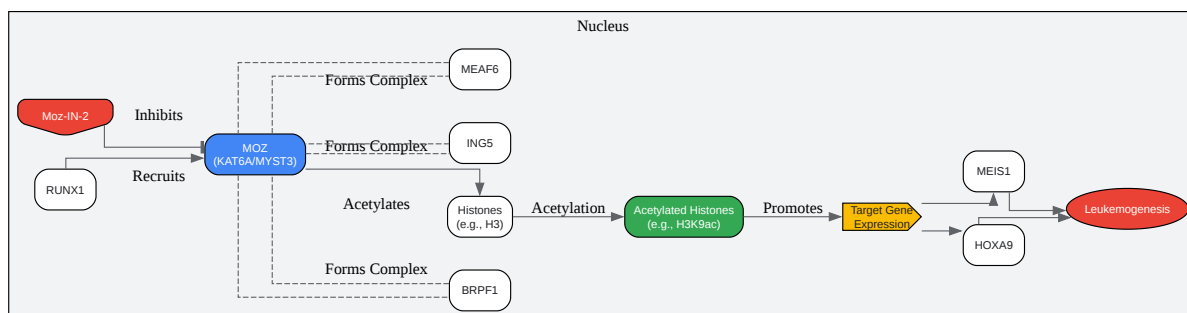 Nucleus
MEAF6
Forms Complex
Moz-IN-2
Inhibits
MOZ
(KAT6A/MYST3)
Forms Complex
ING5
RUNX1
Recruits
MEIS1
Acetylates
Histones
(e.g., H3)
Acetylation
Acetylated Histones
(e.g., H3K9ac)
Promotes
Target Gene
Expression
Leukemogenesis
HOXA9
Forms Complex
BRPF1